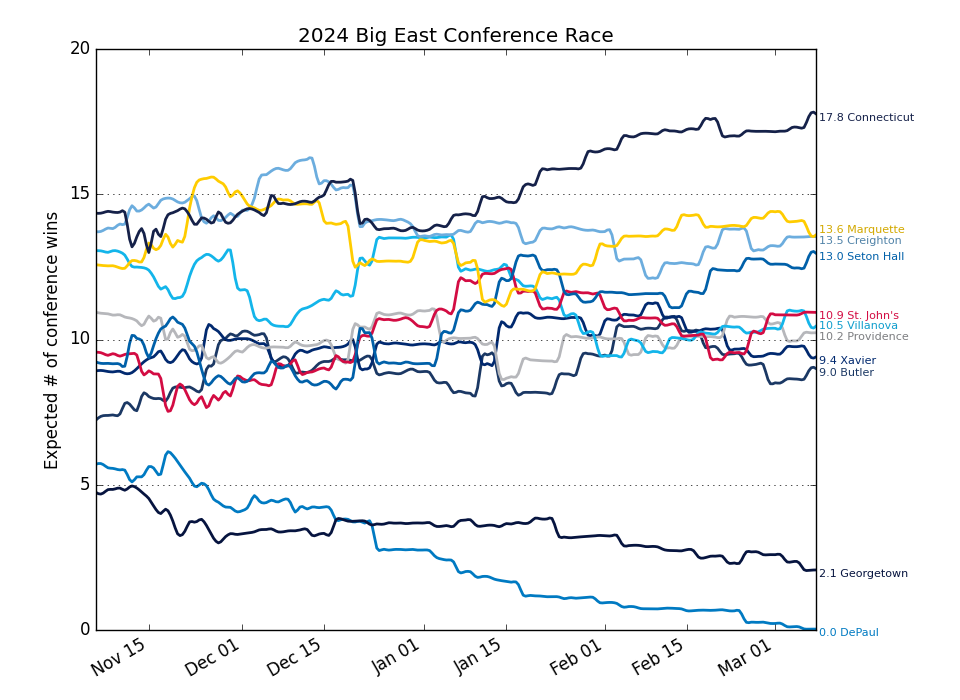 2024 Big East Conference Race
Expected # of conference wins
20
15
10
5
0
17.8 Connecticut
13.6 Marquette
13.5 Creighton
13.0 Seton Hall
10.9 St. John's
10.5 Villanova
10.2 Providence
9.4 Xavier
9.0 Butler
2.1 Georgetown
0.0 DePaul
Nov 15
Dec 01
Dec 15
Jan 01
Jan 15
Feb 01
Feb 15
Mar 01